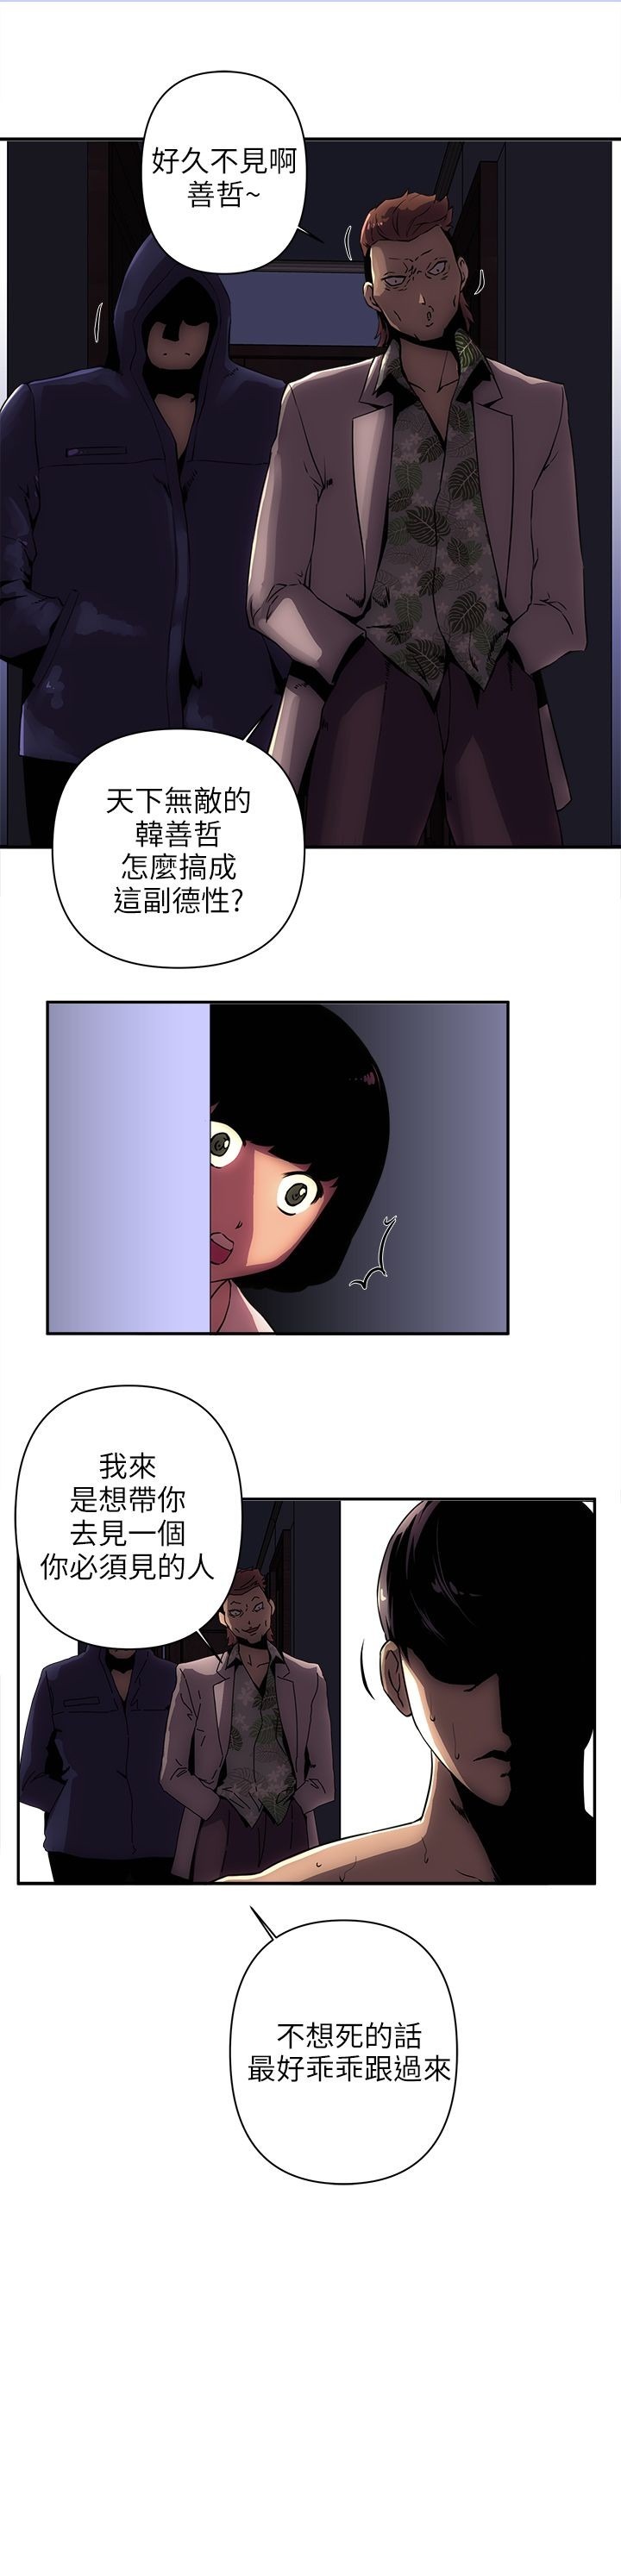 好久不見啊
善哲~
天下無敵的
韓善哲
怎麼搞成
這副德性?
我來
是想帶你
去見一個
你必須見的人
不想死的話
最好乖乖跟過來